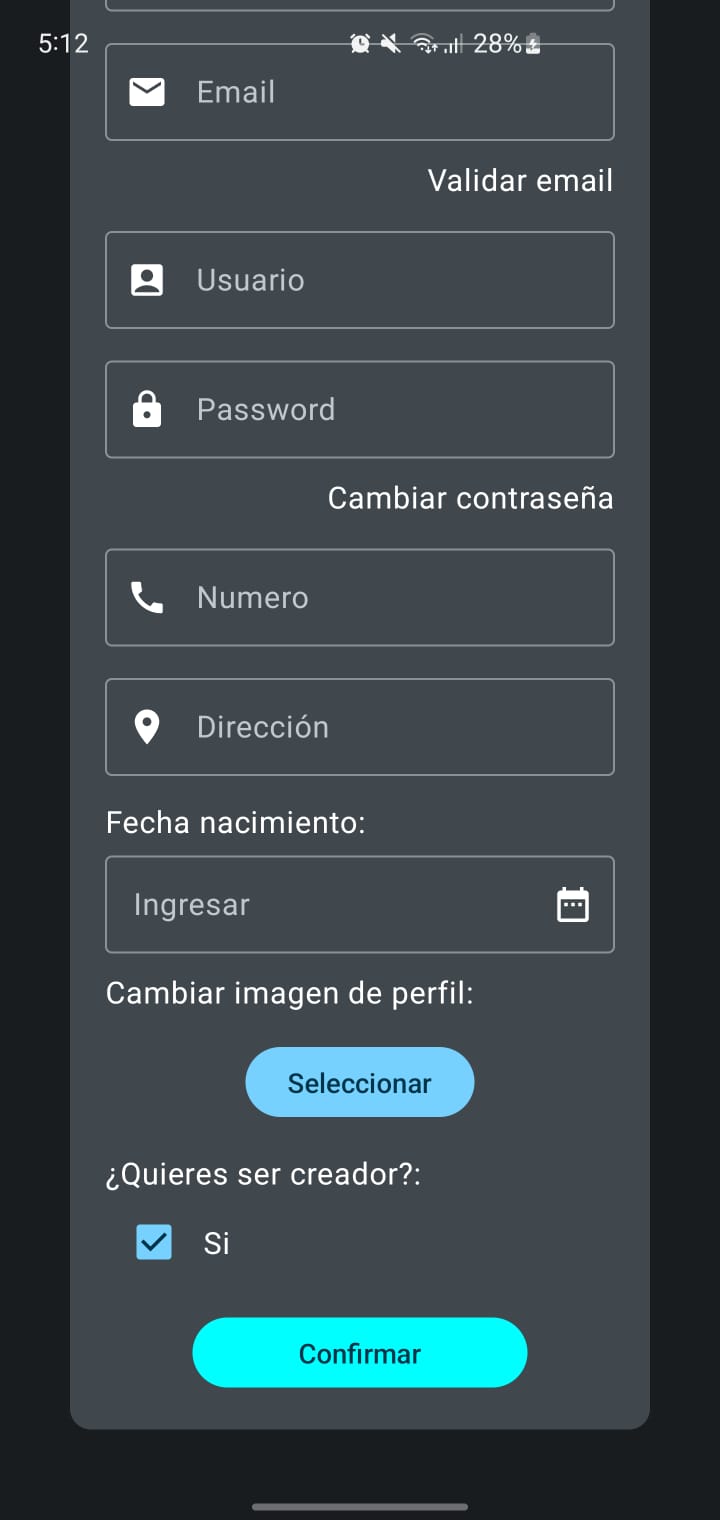 5:12 28%
Email
Validar email
Usuario
Password
Cambiar contraseña
Numero
Dirección
Fecha nacimiento:
Ingresar
Cambiar imagen de perfil:
Seleccionar
¿Quieres ser creador?:
Si
Confirmar